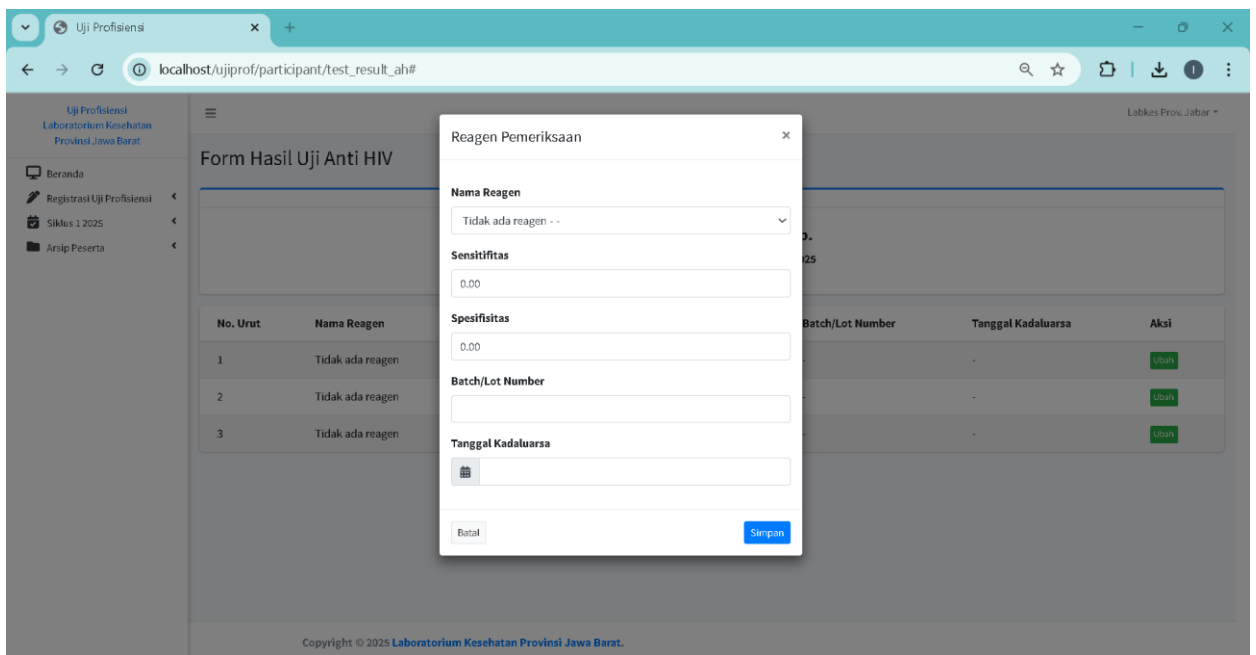 Uji Profisiensi
localhost/ujiprof/participant/test_result_ah#
I
Uji Profisiensi
Laboratorium Kesehatan
Provinsi Jawa Barat
Beranda
Registrasi Uji Profisiensi
Siklus 1 2025
Arsip Peserta
Labkes Prov. Jabar
Form Hasil Uji Anti HIV
Reagen Pemeriksaan ×
Nama Reagen
Tidak ada reagen - -
Sensitifitas
0.00
Spesifisitas
0.00
Batch/Lot Number
Tanggal Kadaluarsa
Batal Simpan
No. Urut Nama Reagen Batch/Lot Number Tanggal Kadaluarsa Aksi
1 Tidak ada reagen - - Ubah
2 Tidak ada reagen - - Ubah
3 Tidak ada reagen - - Ubah
Copyright © 2025 Laboratorium Kesehatan Provinsi Jawa Barat.